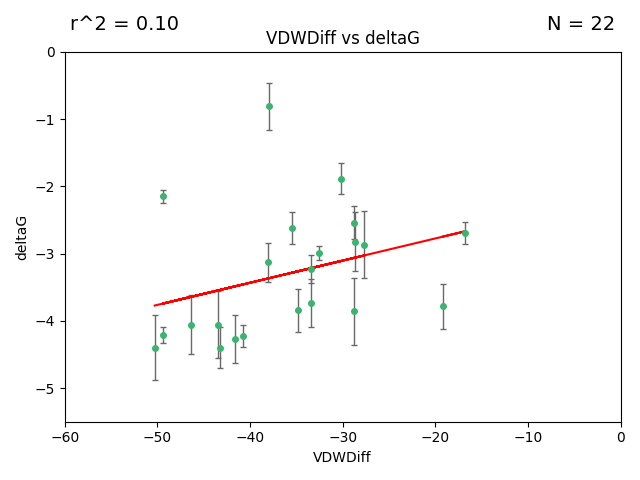 r^2 = 0.10
N = 22
VDWDiff vs deltaG
0
−1
−2
−3
−4
−5
deltaG
−60 −50 −40 −30 −20 −10 0
VDWDiff